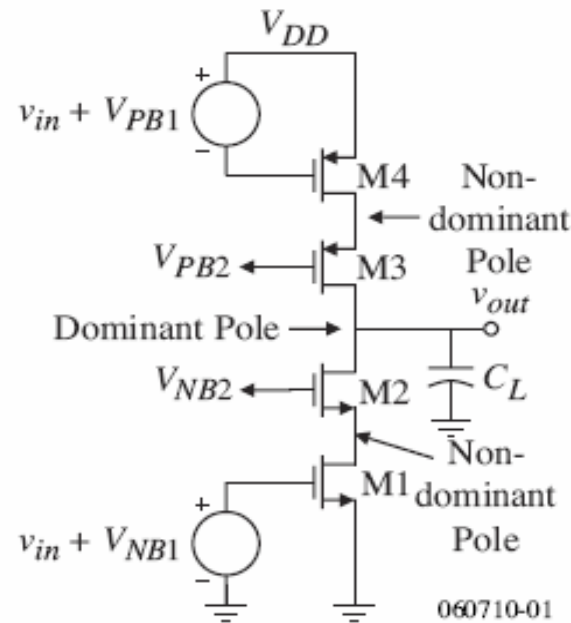 V_DD
+
v_in + V_PB1
−
M4
Non-
dominant
Pole
V_PB2
M3
v_out
Dominant Pole
C_L
V_NB2
M2
Non-
dominant
Pole
M1
+
v_in + V_NB1
−
060710-01